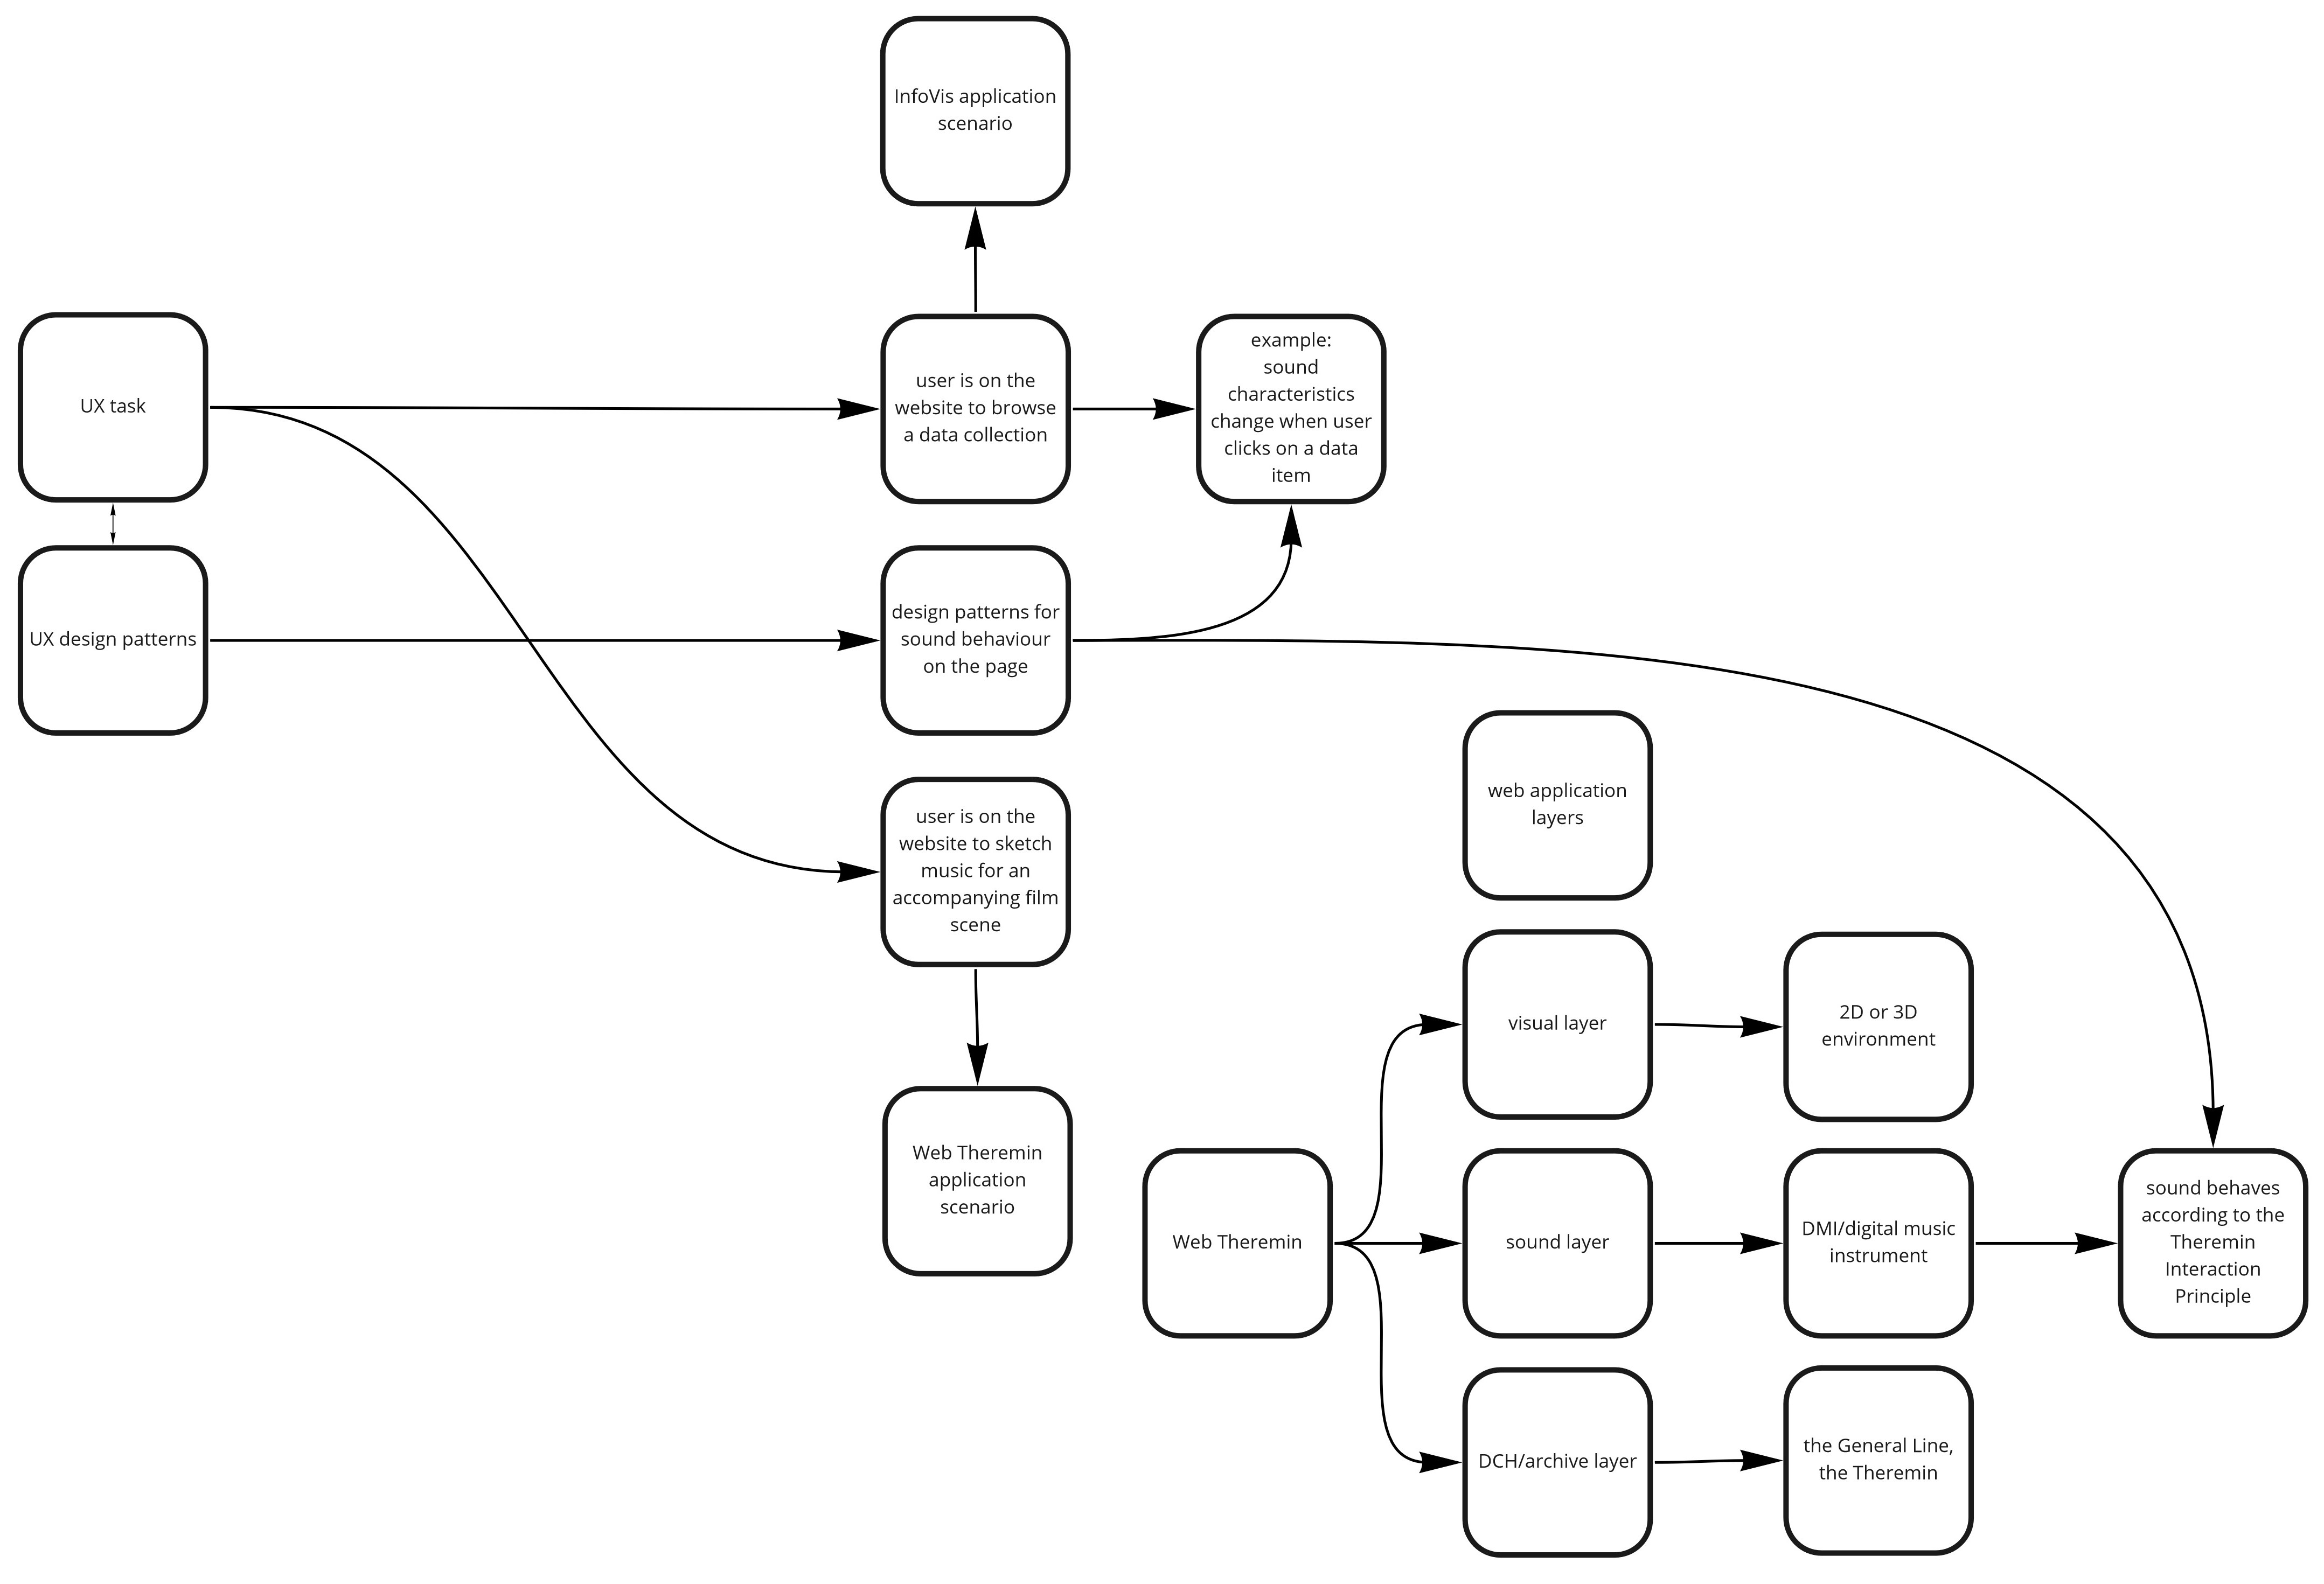 InfoVis application
scenario
UX task
user is on the
website to browse
a data collection
example:
sound
characteristics
change when user
clicks on a data
item
UX design patterns
design patterns for
sound behaviour
on the page
user is on the
website to sketch
music for an
accompanying film
scene
web application
layers
visual layer
2D or 3D
environment
Web Theremin
application
scenario
Web Theremin
sound layer
DMI/digital music
instrument
sound behaves
according to the
Theremin
Interaction
Principle
DCH/archive layer
the General Line,
the Theremin